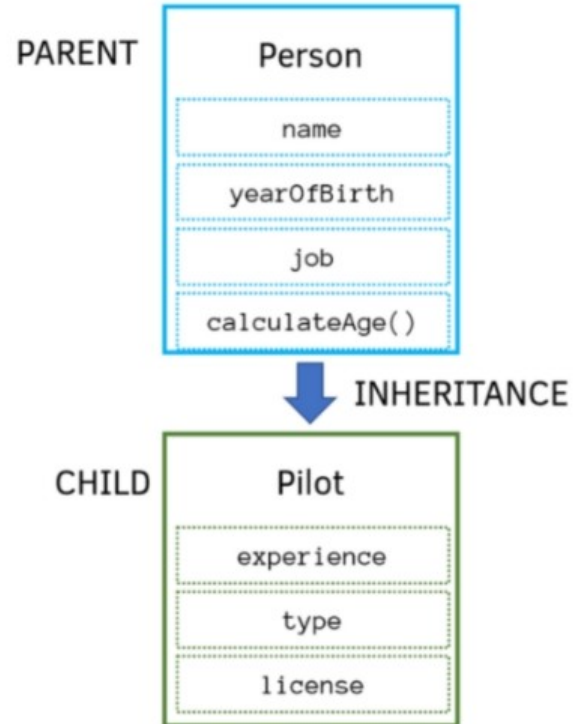 PARENT
Person
name
yearOfBirth
job
calculateAge()
INHERITANCE
CHILD
Pilot
experience
type
license